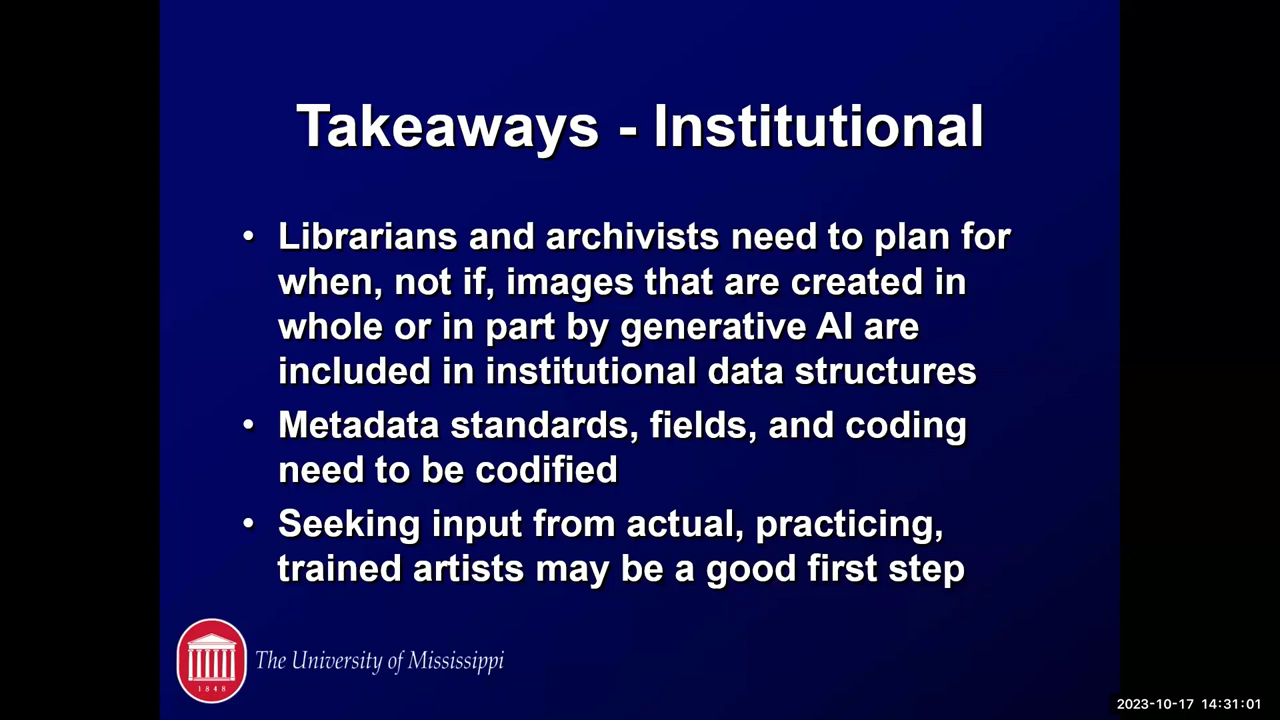 Takeaways - Institutional
• Librarians and archivists need to plan for
when, not if, images that are created in
whole or in part by generative AI are
included in institutional data structures
• Metadata standards, fields, and coding
need to be codified
• Seeking input from actual, practicing,
trained artists may be a good first step
1848
The University of Mississippi
2023-10-17 14:31:01